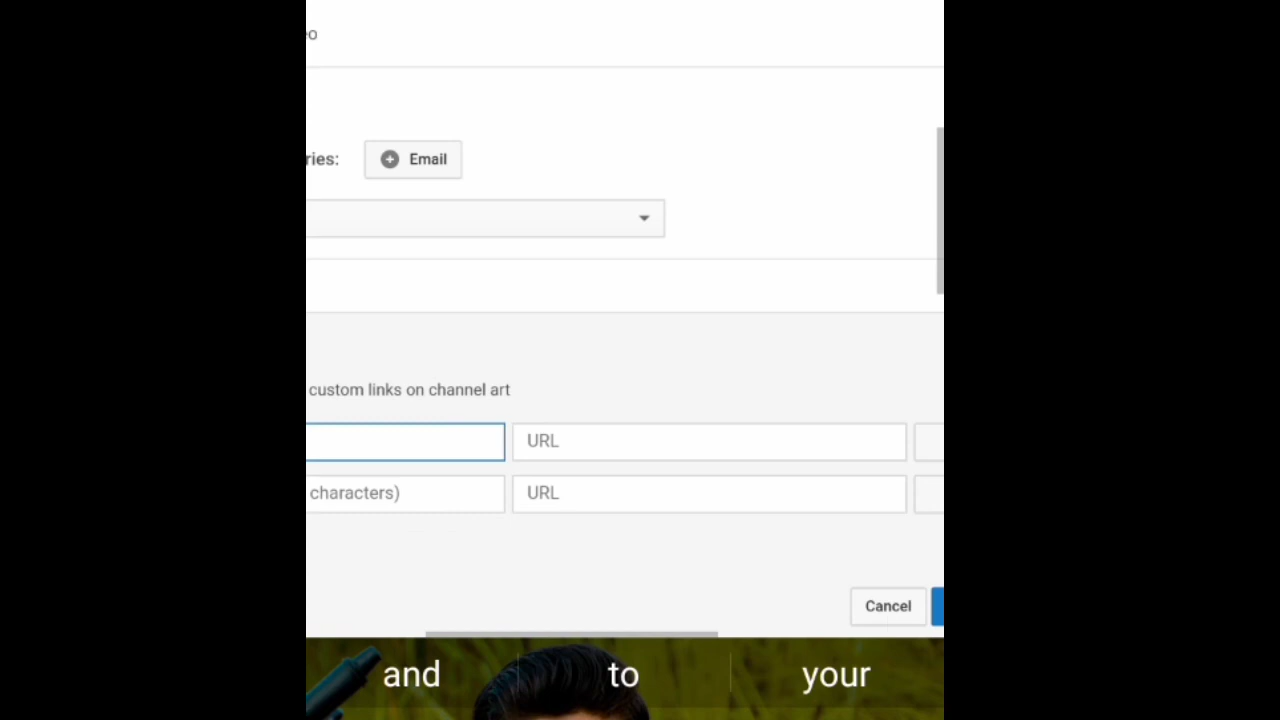 ries: Email
custom links on channel art
URL
characters) URL
Cancel
and to your